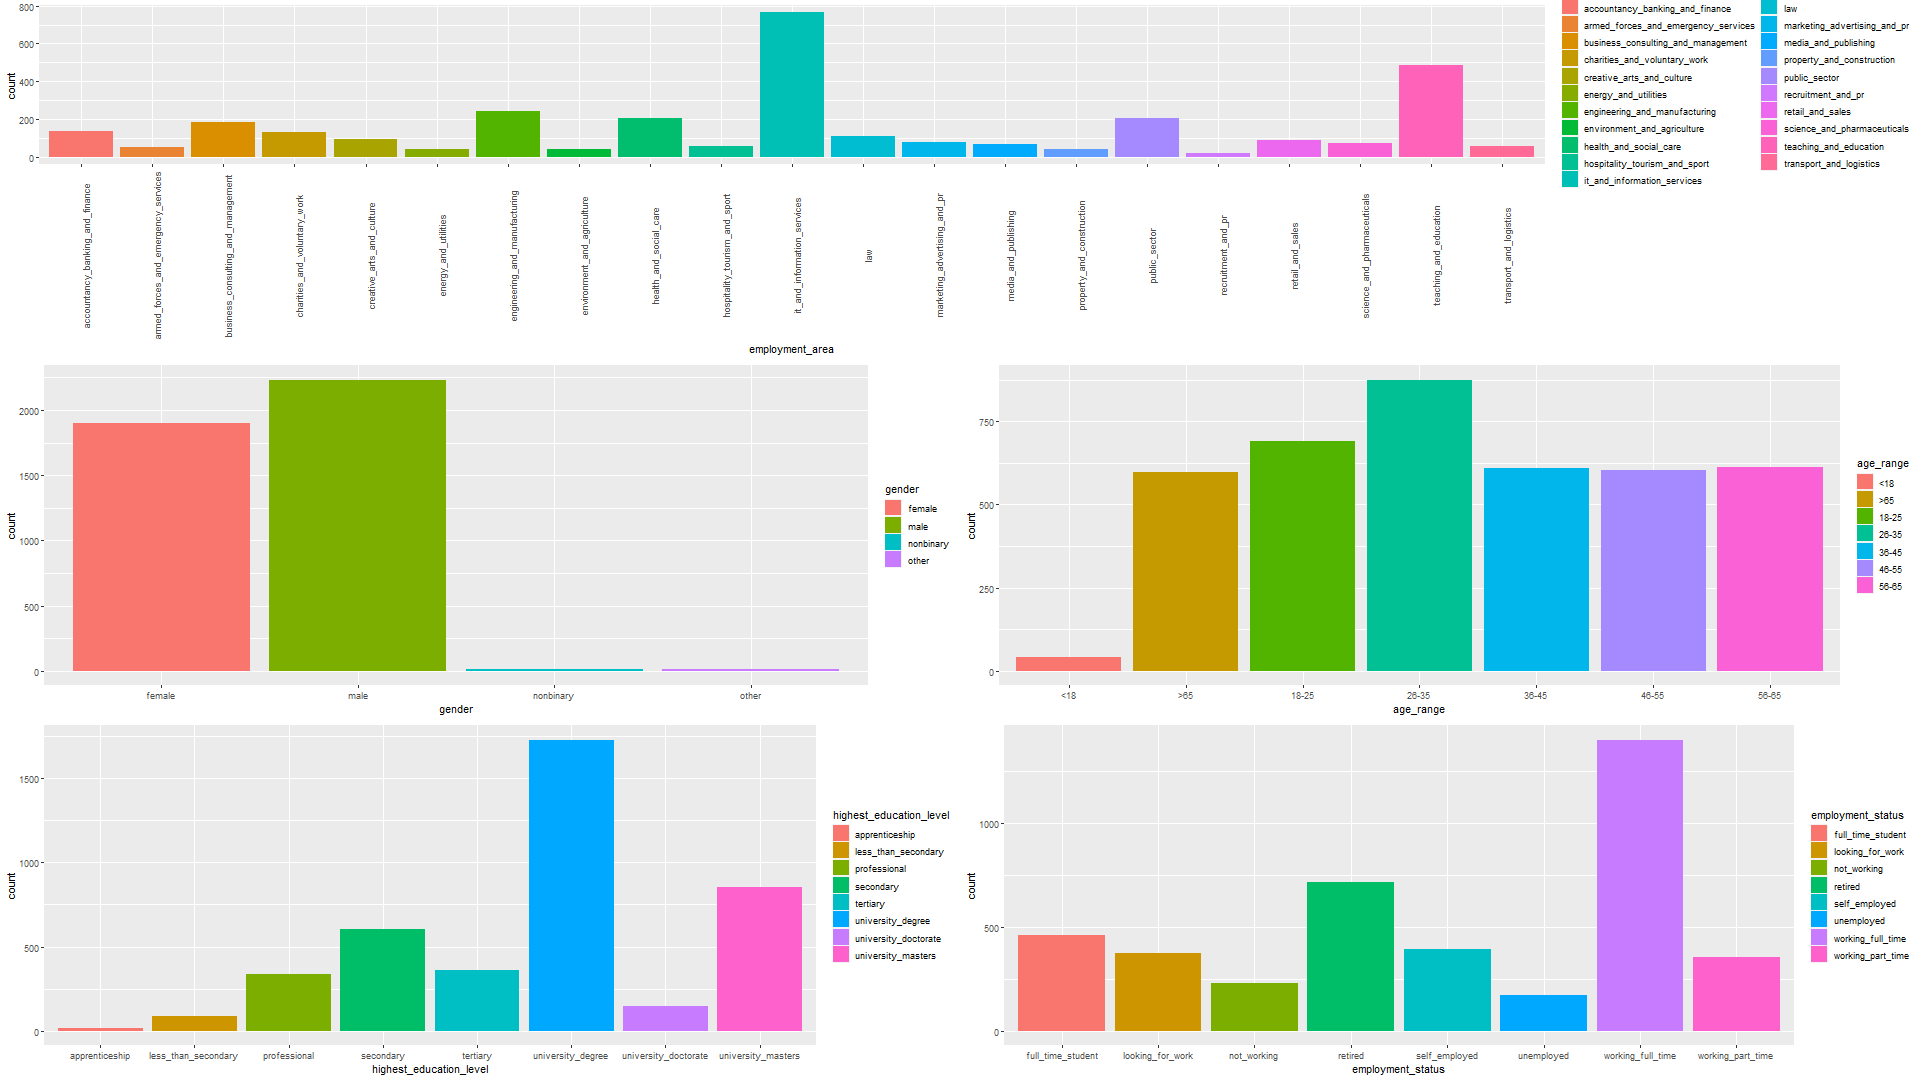 800
600
400
200
0
count
accountancy_banking_and_finance
armed_forces_and_emergency_services
business_consulting_and_management
charities_and_voluntary_work
creative_arts_and_culture
energy_and_utilities
engineering_and_manufacturing
environment_and_agriculture
health_and_social_care
hospitality_tourism_and_sport
it_and_information_services
law
marketing_advertising_and_pr
media_and_publishing
property_and_construction
public_sector
recruitment_and_pr
retail_and_sales
science_and_pharmaceuticals
teaching_and_education
transport_and_logistics
employment_area
accountancy_banking_and_finance
armed_forces_and_emergency_services
business_consulting_and_management
charities_and_voluntary_work
creative_arts_and_culture
energy_and_utilities
engineering_and_manufacturing
environment_and_agriculture
health_and_social_care
hospitality_tourism_and_sport
it_and_information_services
law
marketing_advertising_and_pr
media_and_publishing
property_and_construction
public_sector
recruitment_and_pr
retail_and_sales
science_and_pharmaceuticals
teaching_and_education
transport_and_logistics
2000
1500
1000
500
0
count
female male nonbinary other
gender
gender
female
male
nonbinary
other
750
500
250
0
count
<18 >65 18-25 26-35 36-45 46-55 56-65
age_range
age_range
<18
>65
18-25
26-35
36-45
46-55
56-65
1500
1000
500
0
count
apprenticeship less_than_secondary professional secondary tertiary university_degree university_doctorate university_masters
highest_education_level
highest_education_level
apprenticeship
less_than_secondary
professional
secondary
tertiary
university_degree
university_doctorate
university_masters
1000
500
0
count
full_time_student looking_for_work not_working retired self_employed unemployed working_full_time working_part_time
employment_status
employment_status
full_time_student
looking_for_work
not_working
retired
self_employed
unemployed
working_full_time
working_part_time